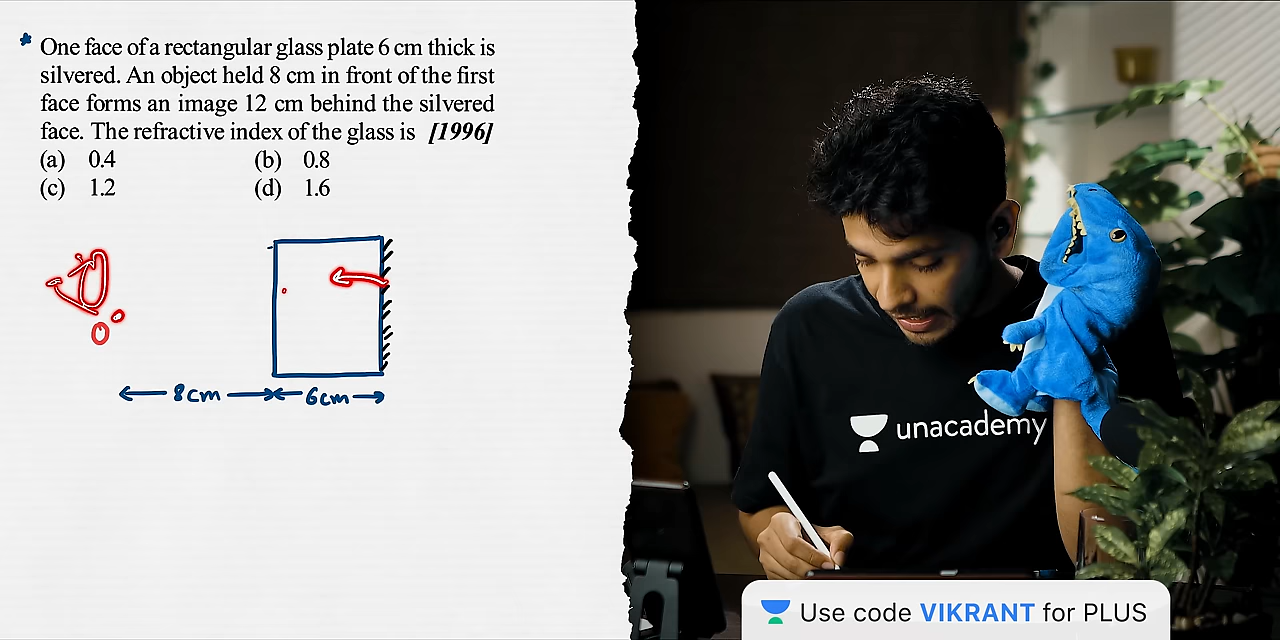 One face of a rectangular glass plate 6 cm thick is
silvered. An object held 8 cm in front of the first
face forms an image 12 cm behind the silvered
face. The refractive index of the glass is [1996]
(a) 0.4 (b) 0.8
(c) 1.2 (d) 1.6
O
8cm 6cm
unacademy
Use code VIKRANT for PLUS